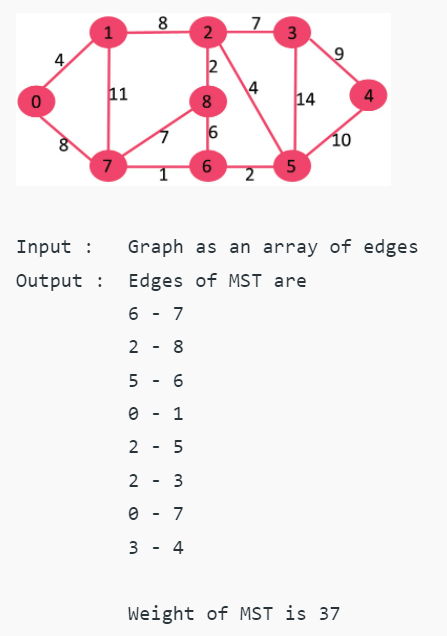 8 7
1 2 3
4 2 9
11 4
0 8 14 4
8 7 6 10
7 6 5
1 2
Input : Graph as an array of edges
Output : Edges of MST are
6 - 7
2 - 8
5 - 6
0 - 1
2 - 5
2 - 3
0 - 7
3 - 4
Weight of MST is 37